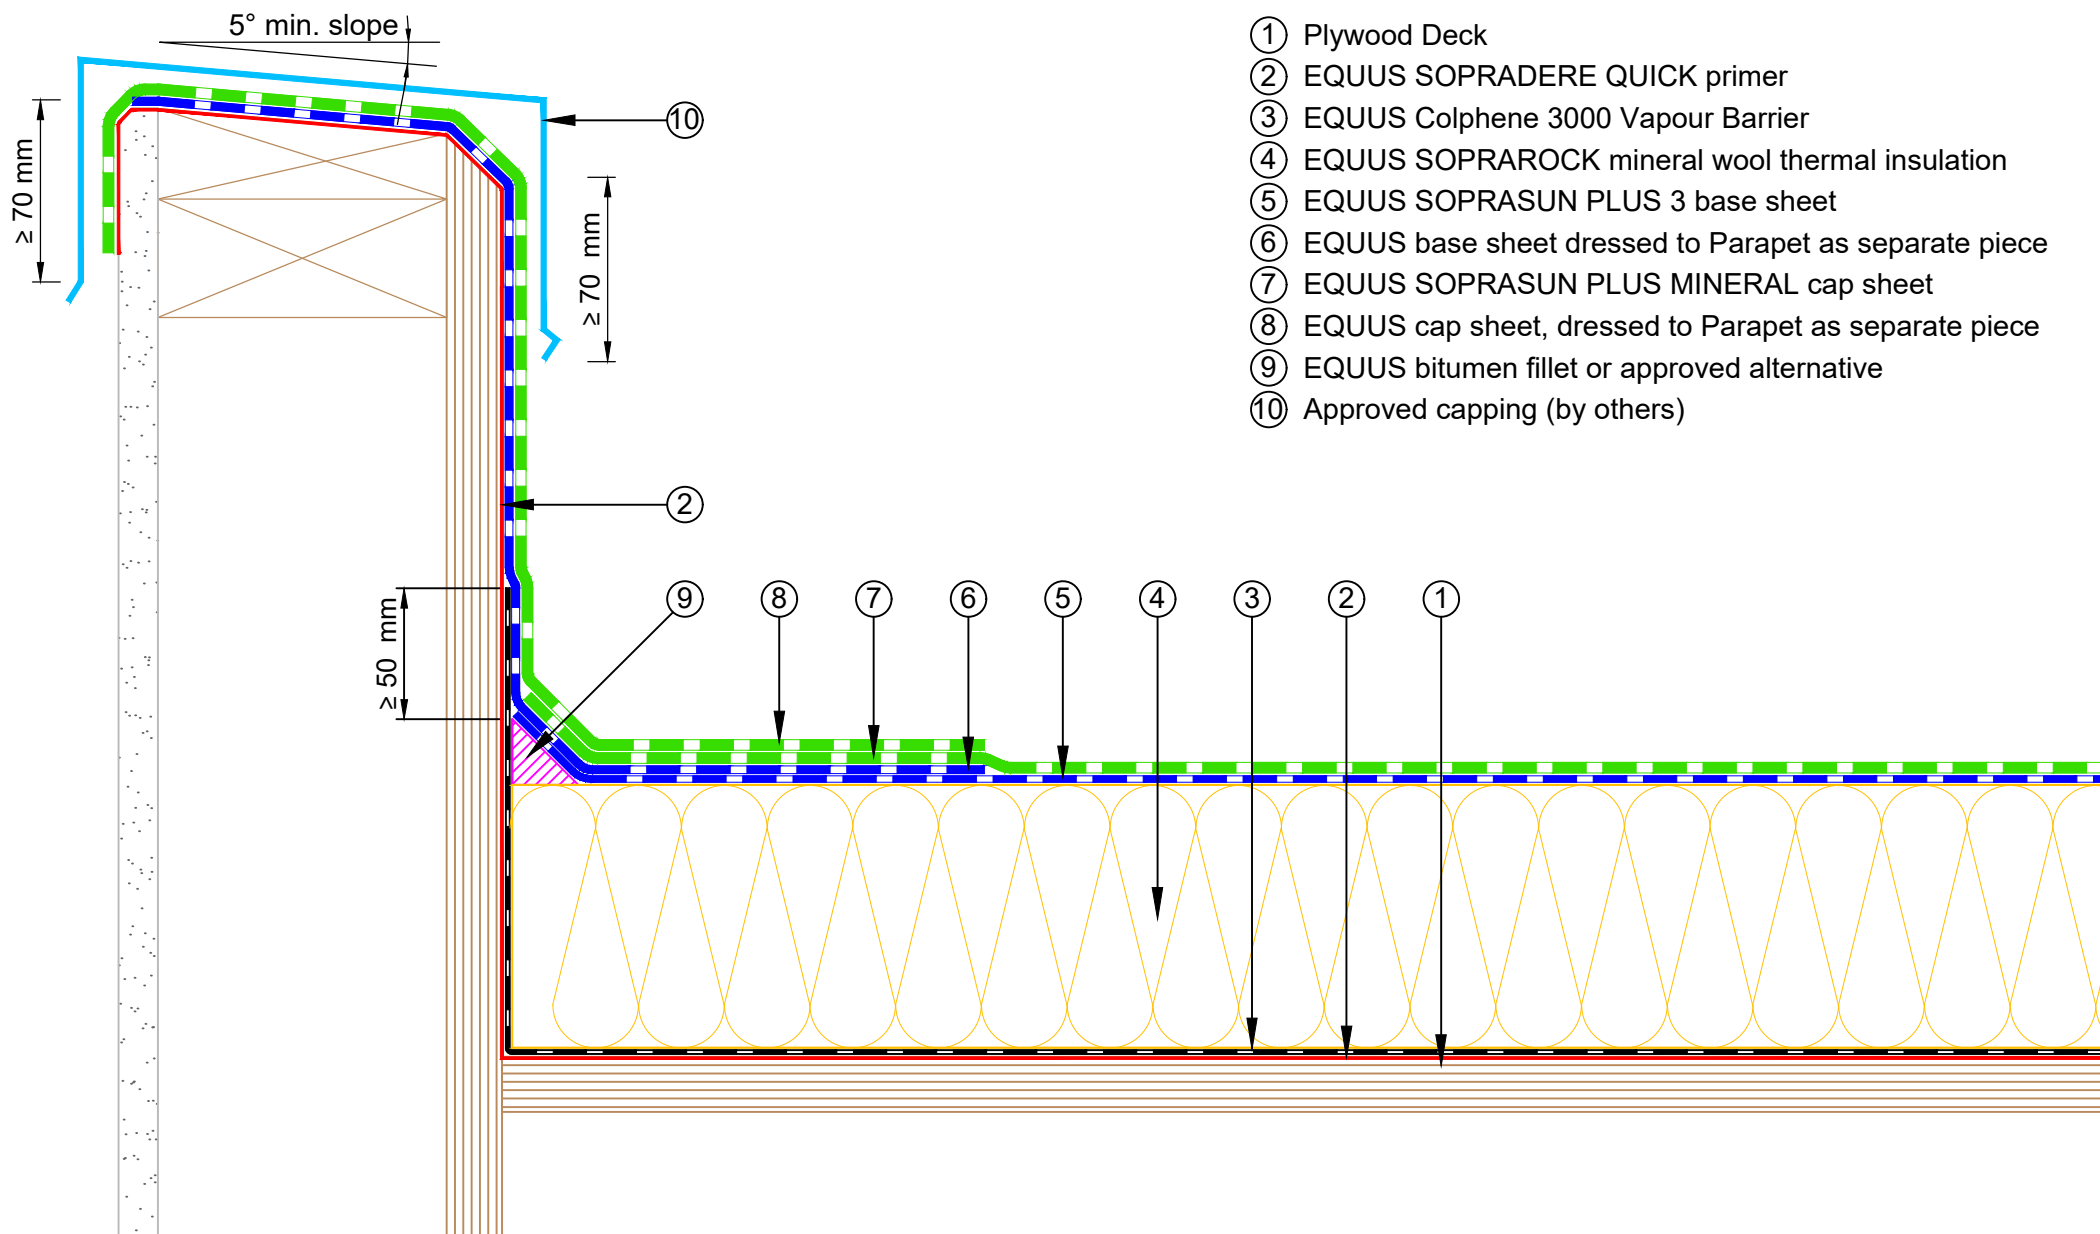 5° min. slope
① Plywood Deck
② EQUUS SOPRADERE QUICK primer
③ EQUUS Colphene 3000 Vapour Barrier
④ EQUUS SOPRAROCK mineral wool thermal insulation
⑤ EQUUS SOPRASUN PLUS 3 base sheet
⑥ EQUUS base sheet dressed to Parapet as separate piece
⑦ EQUUS SOPRASUN PLUS MINERAL cap sheet
⑧ EQUUS cap sheet, dressed to Parapet as separate piece
⑨ EQUUS bitumen fillet or approved alternative
⑩ Approved capping (by others)
⑩
≥ 70 mm
≥ 70 mm
②
≥ 50 mm
⑨ ⑧ ⑦ ⑥ ⑤ ④ ③ ② ①